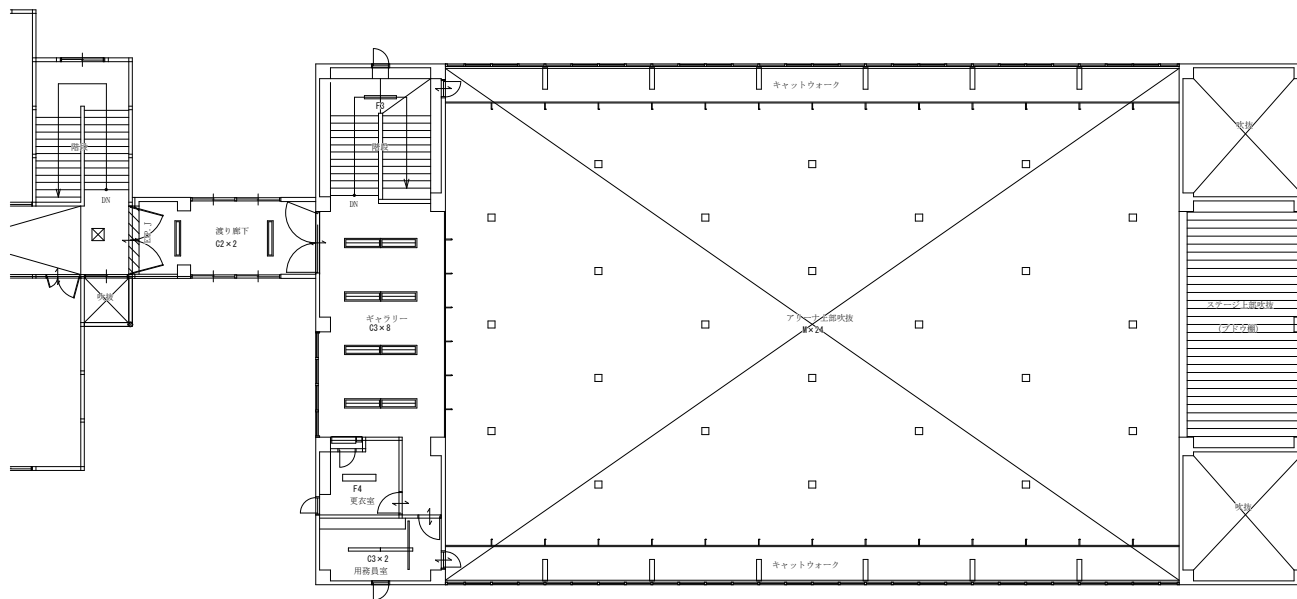 キャットウォーク
F3
吹抜
階段
階段
DN
DN
渡り廊下
C2×2
EXP.J
吹抜
ギャラリー
C3×8
アリーナ上部吹抜
M×24
ステージ上部吹抜
(ブドウ棚)
F4
更衣室
吹抜
C3×2
用務員室
キャットウォーク